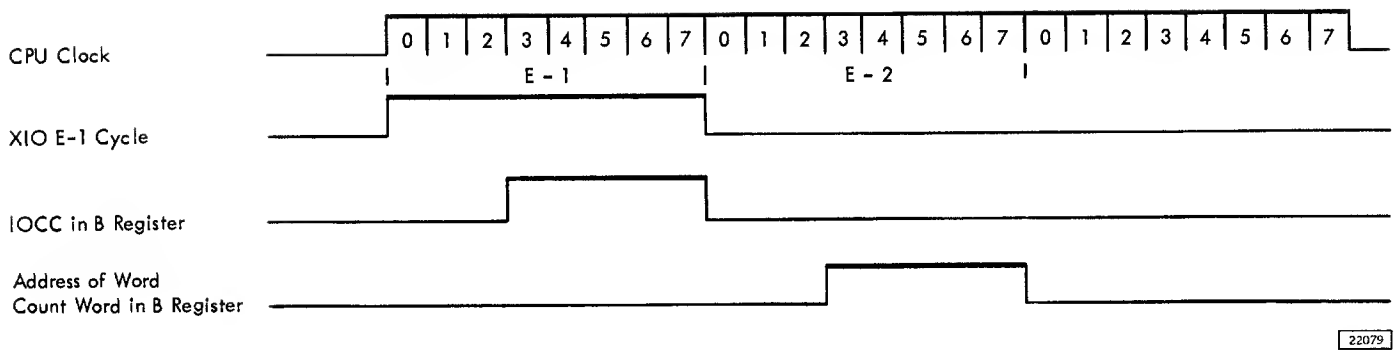 CPU Clock
0 1 2 3 4 5 6 7 0 1 2 3 4 5 6 7 0 1 2 3 4 5 6 7
E - 1
E - 2
XIO E-1 Cycle
IOCC in B Register
Address of Word
Count Word in B Register
22079